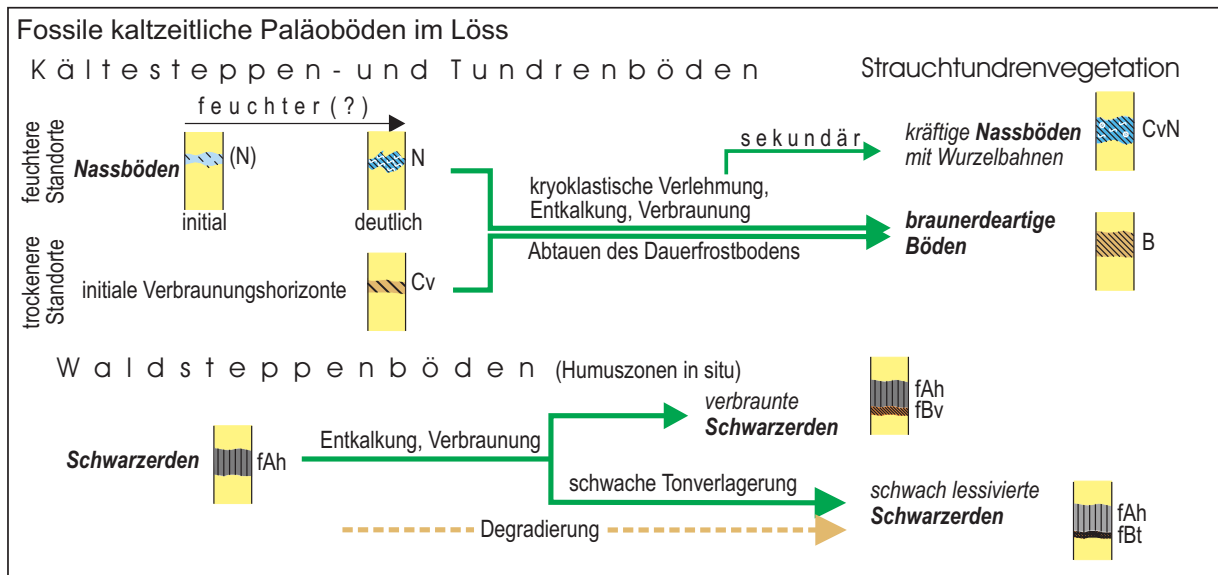 Fossile kaltzeitliche Paläoböden im Löss
Kältesteppen- und Tundrenböden
Strauchtundrenvegetation
feuchter(?)
feuchtere
Standorte
Nassböden
(N)
initial
N
deutlich
sekundär
kräftige Nassböden
mit Wurzelbahnen
CvN
kryoklastische Verlehmung,
Entkalkung, Verbraunung
Abtauen des Dauerfrostbodens
braunerdeartige
Böden
B
trockenere
Standorte
initiale Verbraunungshorizonte
Cv
Waldsteppenböden (Humuszonen in situ)
verbraunte
Schwarzerden
fAh
fBv
Schwarzerden
fAh
Entkalkung, Verbraunung
schwache Tonverlagerung
schwach lessivierte
Schwarzerden
fAh
fBt
Degradierung